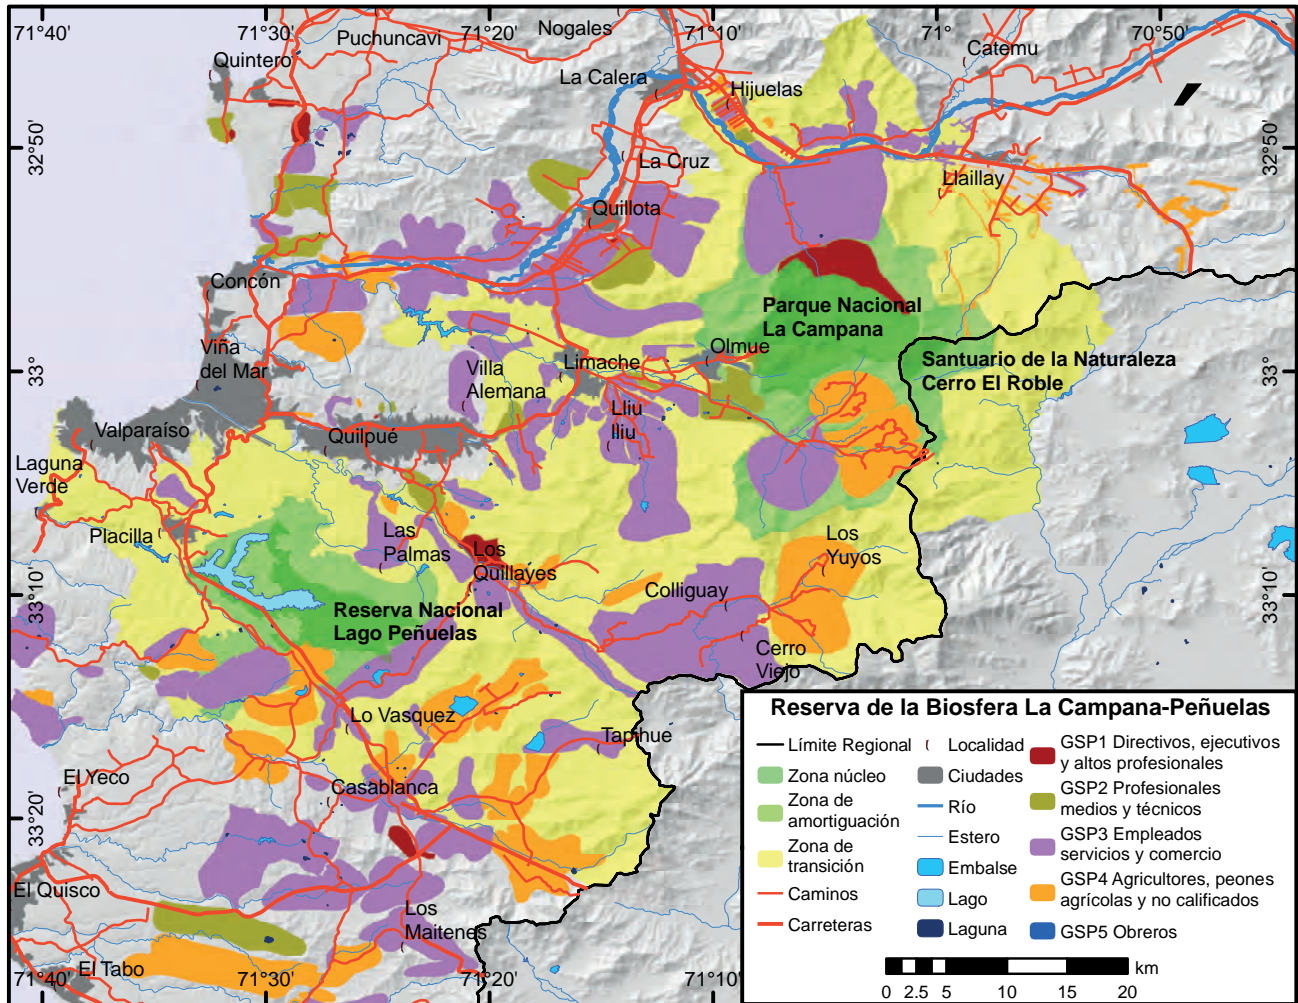 71°40'
71°30'
71°20'
71°10'
71°
70°50'
Puchuncavi
Nogales
Catemu
Quintero
La Calera
Hijuelas
32°50'
32°50'
La Cruz
Llaillay
Quillota
Concón
Parque Nacional
La Campana
Viña
del Mar
Olmue
Santuario de la Naturaleza
Cerro El Roble
Limache
Villa
Alemana
33°
33°
Lliu
lliu
Valparaíso
Quilpué
Laguna
Verde
Placilla
Las
Palmas
Los
Quillayes
Los
Yuyos
Colliguay
33°10'
33°10'
Reserva Nacional
Lago Peñuelas
Cerro
Viejo
Lo Vasquez
Tapihue
El Yeco
Casablanca
33°20'
El Quisco
Los
Maitenes
El Tabo
71°40'
71°30'
71°20'
71°10'
Reserva de la Biosfera La Campana-Peñuelas
Límite Regional
Zona núcleo
Zona de
amortiguación
Zona de
transición
Caminos
Carreteras
Localidad
Ciudades
Río
Estero
Embalse
Lago
Laguna
GSP1 Directivos, ejecutivos
y altos profesionales
GSP2 Profesionales
medios y técnicos
GSP3 Empleados
servicios y comercio
GSP4 Agricultores, peones
agrícolas y no calificados
GSP5 Obreros
km
0 2.5 5 10 15 20